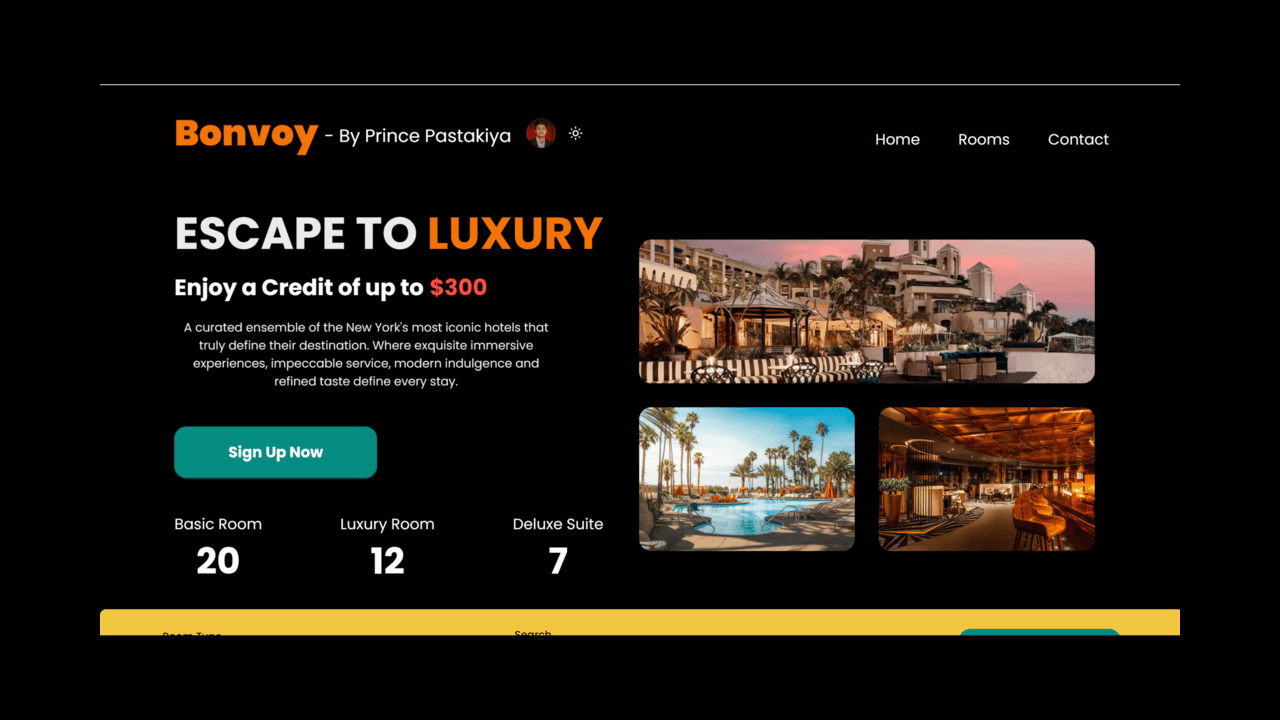 Bonvoy - By Prince Pastakiya
Home Rooms Contact
ESCAPE TO LUXURY
Enjoy a Credit of up to $300
A curated ensemble of the New York's most iconic hotels that
truly define their destination. Where exquisite immersive
experiences, impeccable service, modern indulgence and
refined taste define every stay.
Sign Up Now
Basic Room Luxury Room Deluxe Suite
20 12 7
Room Type Search